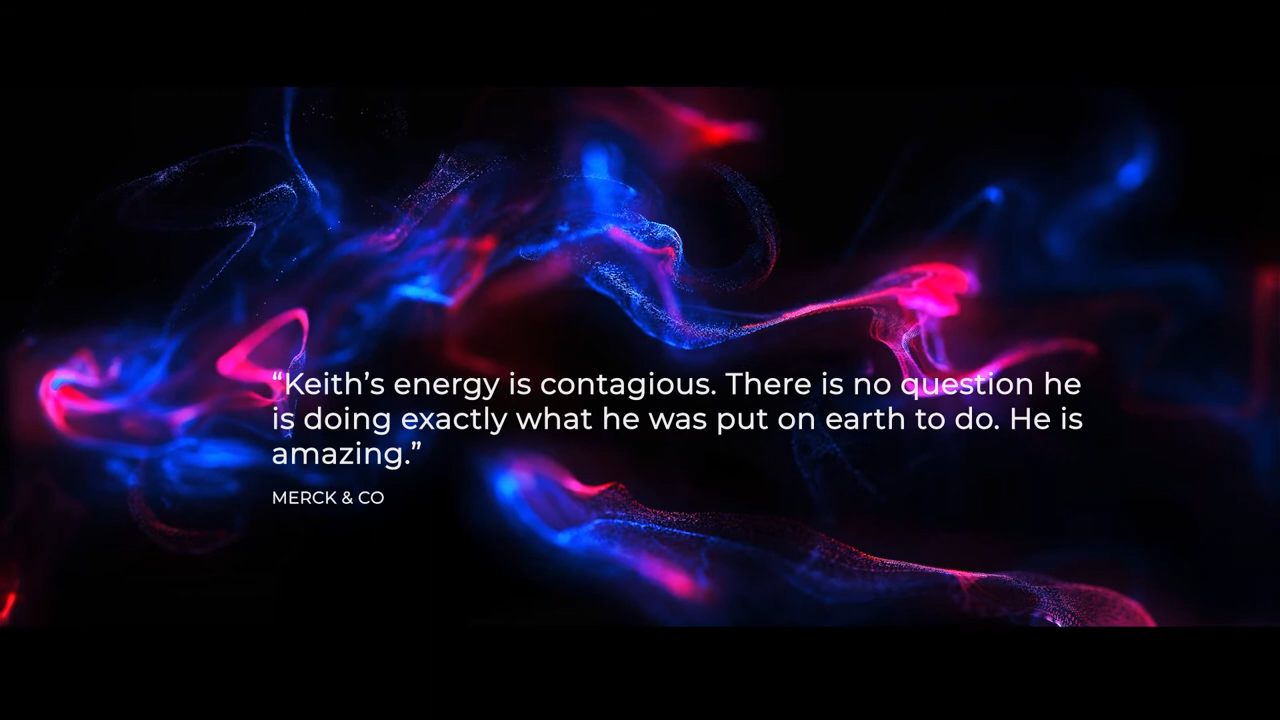 “Keith’s energy is contagious. There is no question he
is doing exactly what he was put on earth to do. He is
amazing.”
MERCK & CO